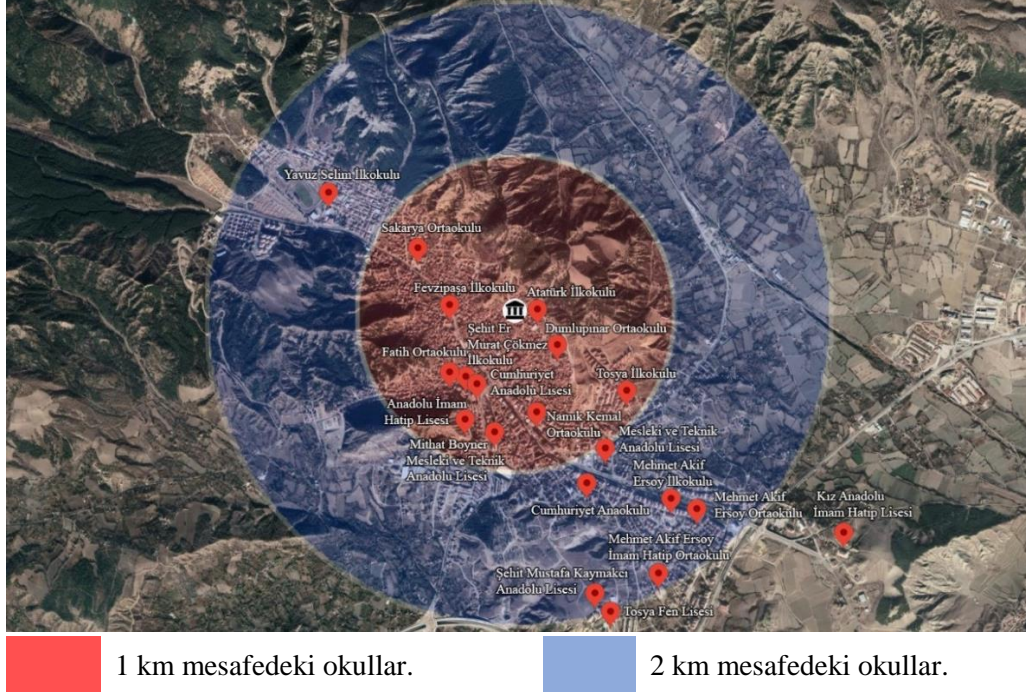 Yavuz Selim İlkokulu
Sakarya Ortaokulu
Fevzipaşa İlkokulu
Atatürk İlkokulu
Şehit Er
Murat Çökmez
İlkokulu
Dumlupınar Ortaokulu
Fatih Ortaokulu
Cumhuriyet
Anadolu Lisesi
Tosya İlkokulu
Anadolu İmam
Hatip Lisesi
Namık Kemal
Ortaokulu
Mithat Boyner
Mesleki ve Teknik
Anadolu Lisesi
Mesleki ve Teknik
Anadolu Lisesi
Mehmet Akif
Ersoy İlkokulu
Cumhuriyet Anaokulu
Mehmet Akif
Ersoy Ortaokulu
Kız Anadolu
İmam Hatip Lisesi
Mehmet Akif Ersoy
İmam Hatip Ortaokulu
Şehit Mustafa Kaymakcı
Anadolu Lisesi
Tosya Fen Lisesi
1 km mesafedeki okullar.
2 km mesafedeki okullar.